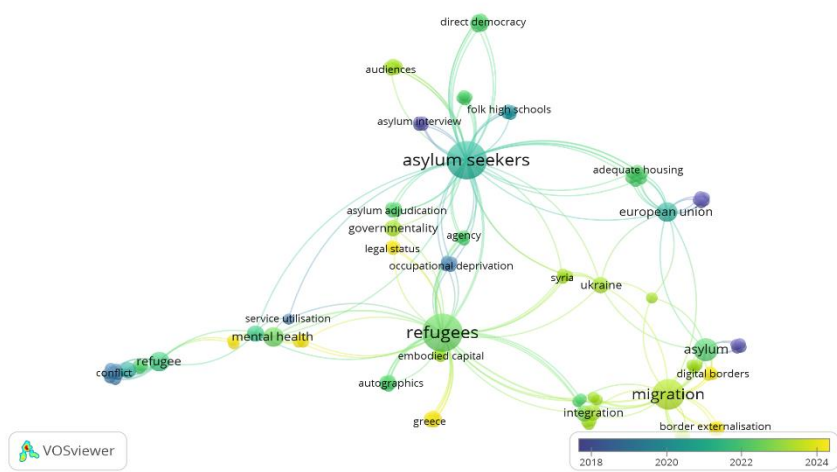 direct democracy
audiences
folk high schools
asylum interview
asylum seekers
adequate housing
asylum adjudication
european union
governmentality
agency
legal status
occupational deprivation
syria
ukraine
service utilisation
refugees
mental health
asylum
embodied capital
refugee
conflict
digital borders
autographics
migration
integration
greece
border externalisation
VOSviewer
2018 2020 2022 2024